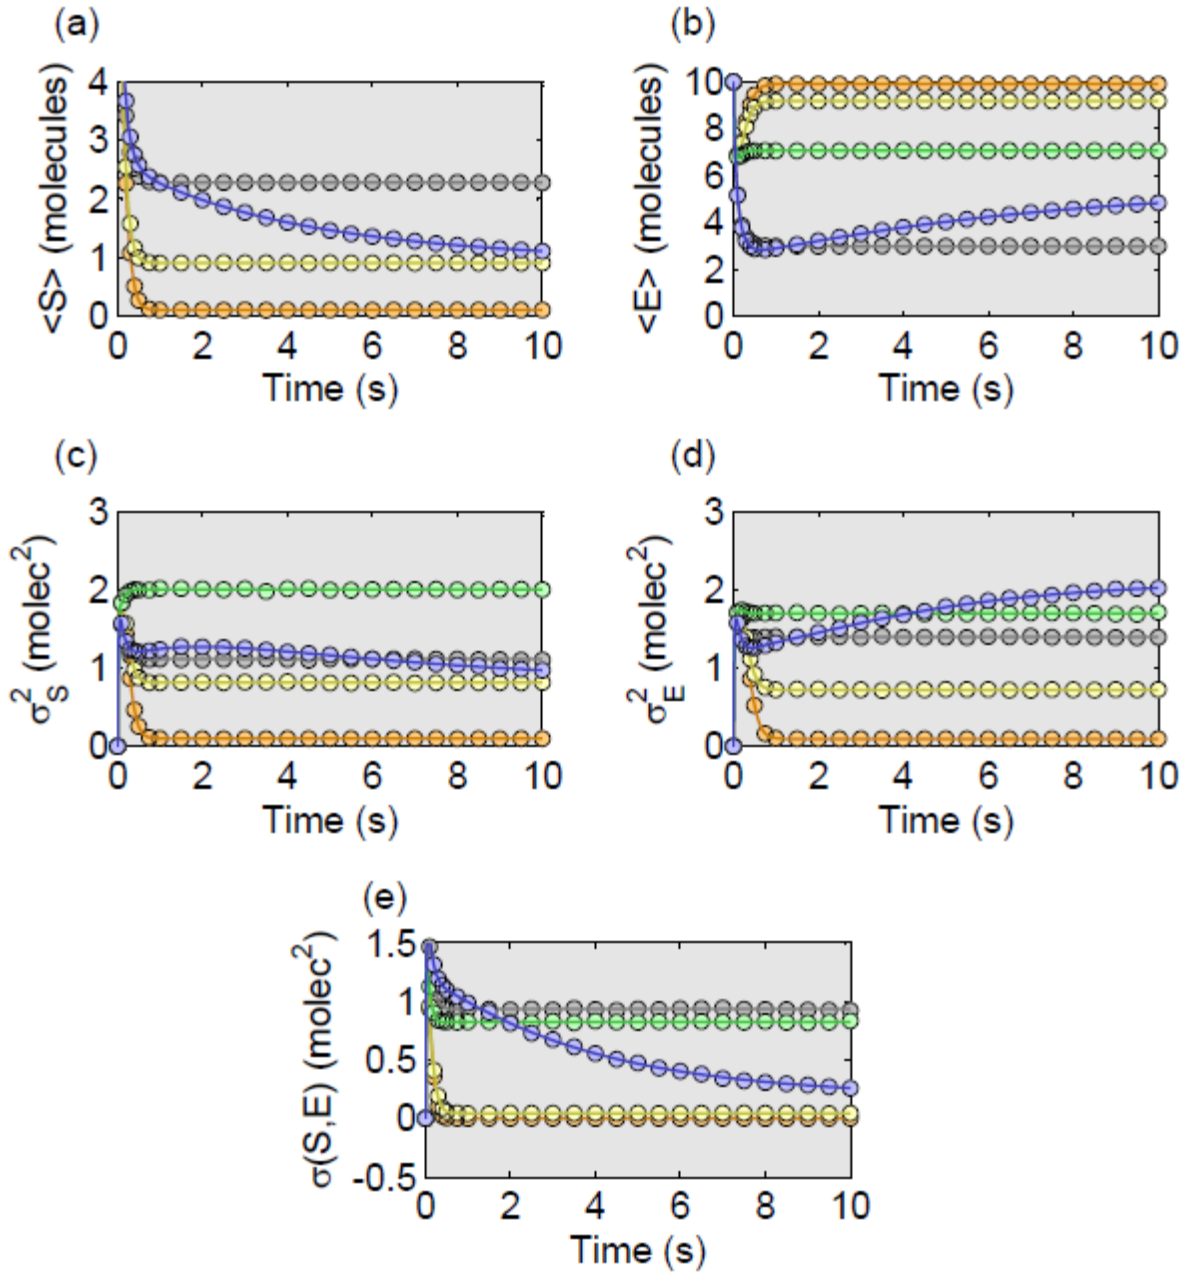 (a)
<S> (molecules)
4
3
2
1
0
0 2 4 6 8 10
Time (s)
(b)
<E> (molecules)
10
8
6
4
2
0
0 2 4 6 8 10
Time (s)
(c)
σ²_S (molec²)
3
2
1
0
0 2 4 6 8 10
Time (s)
(d)
σ²_E (molec²)
3
2
1
0
0 2 4 6 8 10
Time (s)
(e)
σ(S,E) (molec²)
1.5
1
0.5
0
-0.5
0 2 4 6 8 10
Time (s)